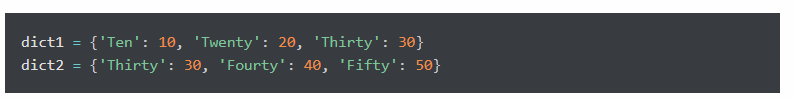 dict1 = {'Ten': 10, 'Twenty': 20, 'Thirty': 30}
dict2 = {'Thirty': 30, 'Fourty': 40, 'Fifty': 50}